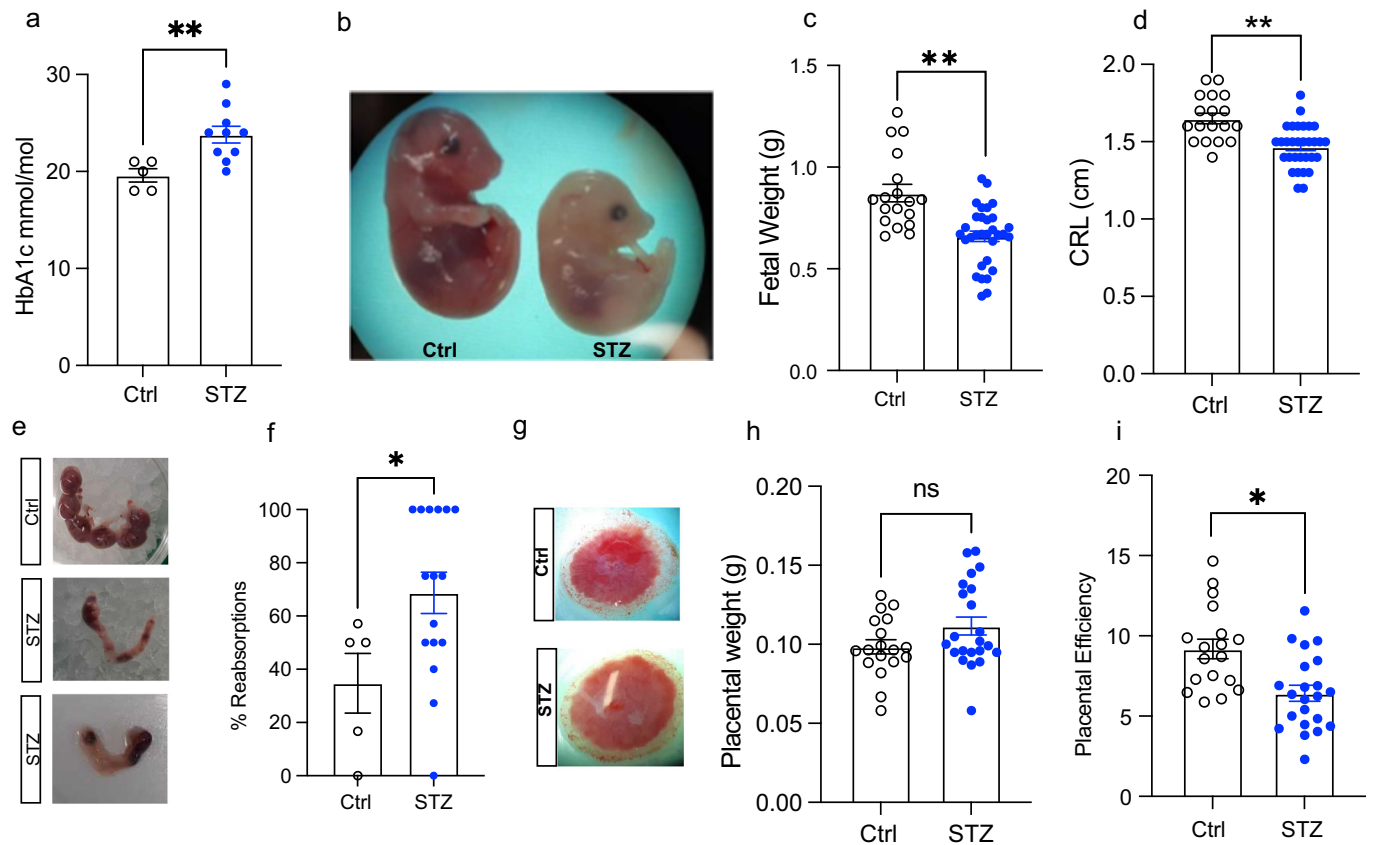 a
**
HbA1c mmol/mol
30
20
10
0
Ctrl
STZ
b
Ctrl
STZ
c
**
Fetal Weight (g)
1.5
1.0
0.5
0.0
Ctrl
STZ
d
**
CRL (cm)
2.0
1.5
1.0
0.5
0.0
Ctrl
STZ
e
Ctrl
STZ
STZ
f
*
% Reabsorptions
100
80
60
40
20
0
Ctrl
STZ
g
Ctrl
STZ
h
ns
Placental weight (g)
0.20
0.15
0.10
0.05
0.00
Ctrl
STZ
i
*
Placental Efficiency
20
15
10
5
0
Ctrl
STZ